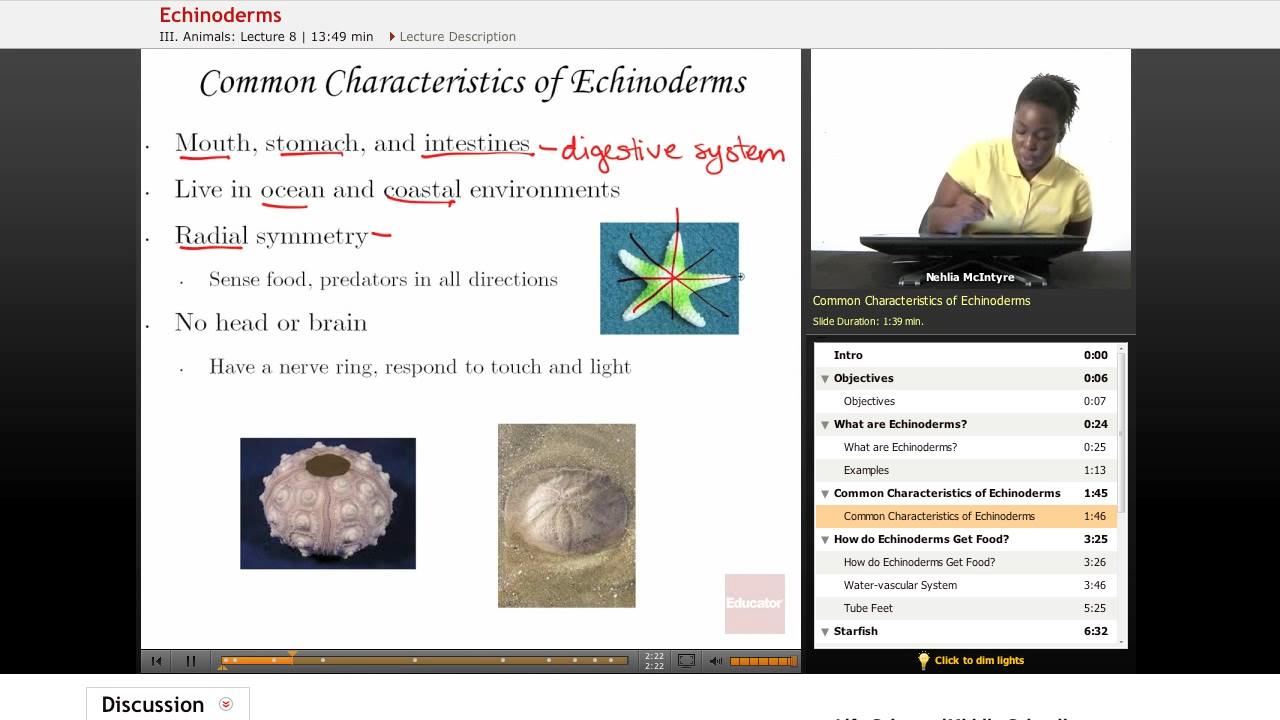 Echinoderms
III. Animals: Lecture 8 | 13:49 min Lecture Description
Common Characteristics of Echinoderms
Mouth, stomach, and intestines – digestive system
Live in ocean and coastal environments
Radial symmetry –
Sense food, predators in all directions
No head or brain
Have a nerve ring, respond to touch and light
Educator
2:22
2:22
Nehlia McIntyre
Common Characteristics of Echinoderms
Slide Duration: 1:39 min.
Intro 0:00
Objectives 0:06
Objectives 0:07
What are Echinoderms? 0:24
What are Echinoderms? 0:25
Examples 1:13
Common Characteristics of Echinoderms 1:45
Common Characteristics of Echinoderms 1:46
How do Echinoderms Get Food? 3:25
How do Echinoderms Get Food? 3:26
Water-vascular System 3:46
Tube Feet 5:25
Starfish 6:32
Click to dim lights
Discussion